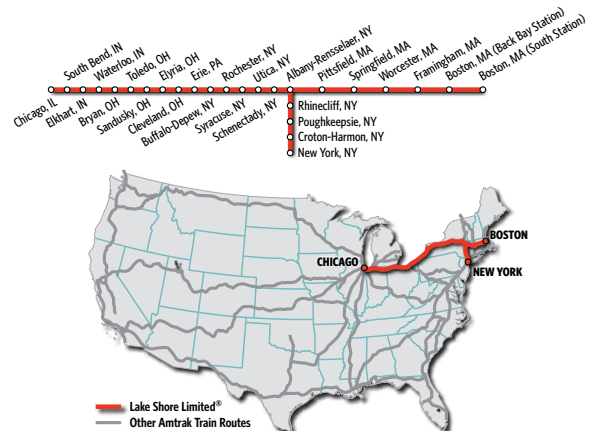 Chicago, IL
South Bend, IN
Elkhart, IN
Waterloo, IN
Bryan, OH
Toledo, OH
Sandusky, OH
Elyria, OH
Cleveland, OH
Erie, PA
Buffalo-Depew, NY
Rochester, NY
Syracuse, NY
Utica, NY
Schenectady, NY
Albany-Rensselaer, NY
Pittsfield, MA
Springfield, MA
Worcester, MA
Framingham, MA
Boston, MA (Back Bay Station)
Boston, MA (South Station)
Rhinecliff, NY
Poughkeepsie, NY
Croton-Harmon, NY
New York, NY
BOSTON
CHICAGO
NEW YORK
Lake Shore Limited®
Other Amtrak Train Routes